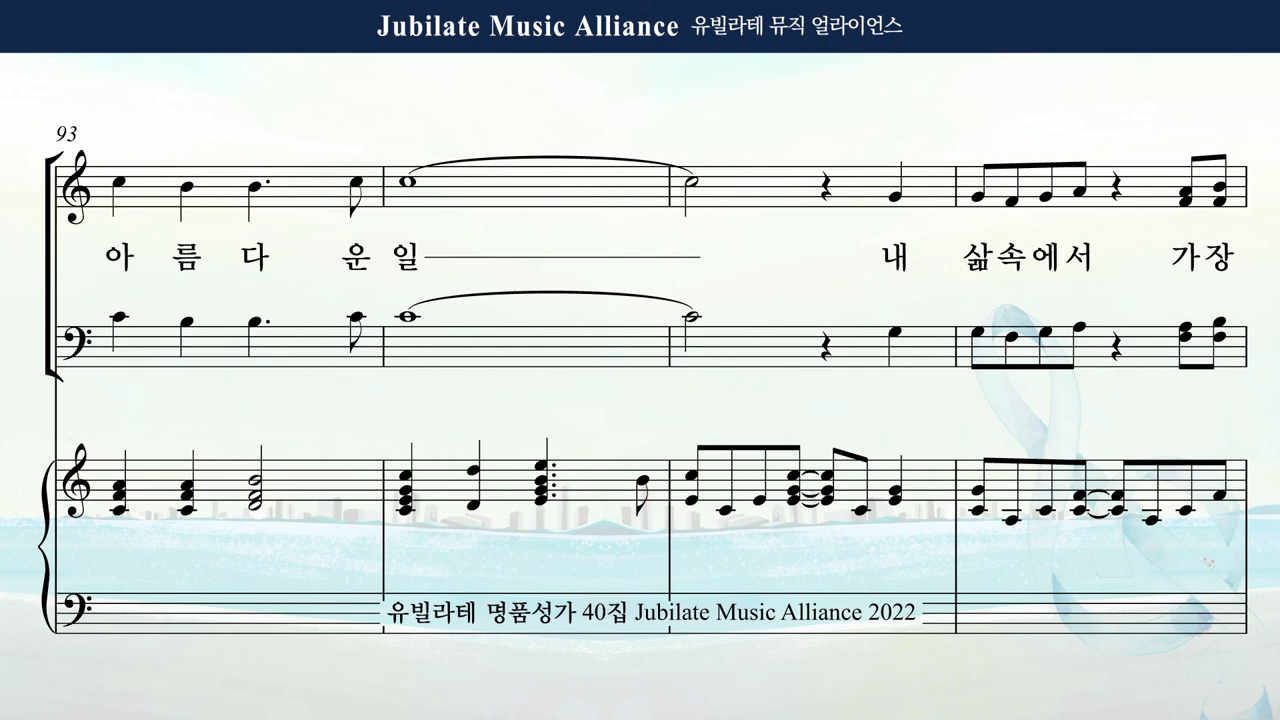 Jubilate Music Alliance 유빌라테 뮤직 얼라이언스
93
아 름 다 운 일 내 삶 속 에 서 가 장
유빌라테 명품성가 40집 Jubilate Music Alliance 2022